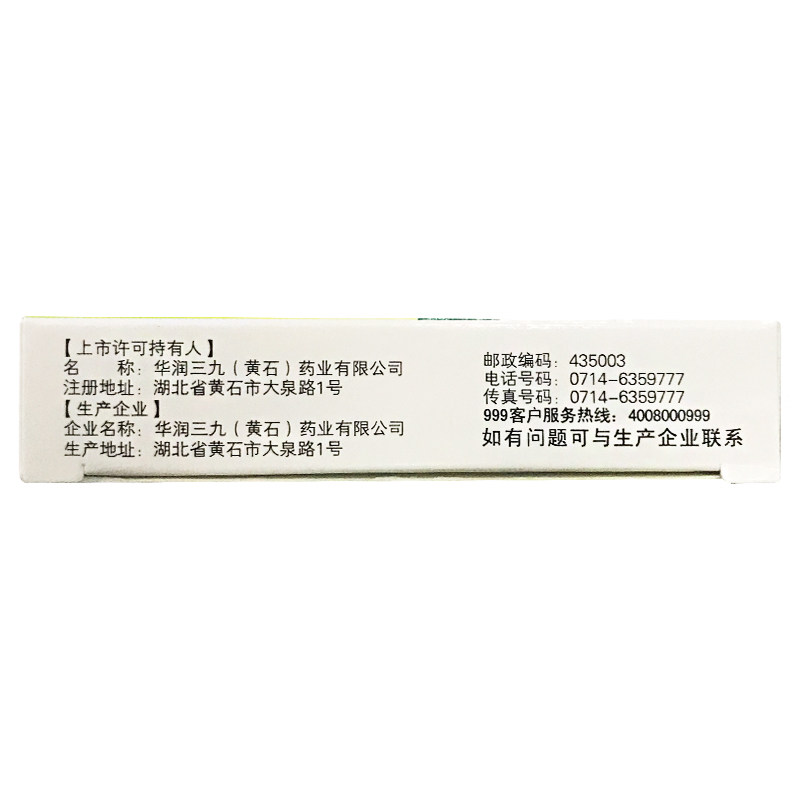 【上市许可持有人】
名　　称：华润三九（黄石）药业有限公司
注册地址：湖北省黄石市大泉路1号
【生产企业】
企业名称：华润三九（黄石）药业有限公司
生产地址：湖北省黄石市大泉路1号
邮政编码：435003
电话号码：0714-6359777
传真号码：0714-6359777
999客户服务热线：4008000999
如有问题可与生产企业联系